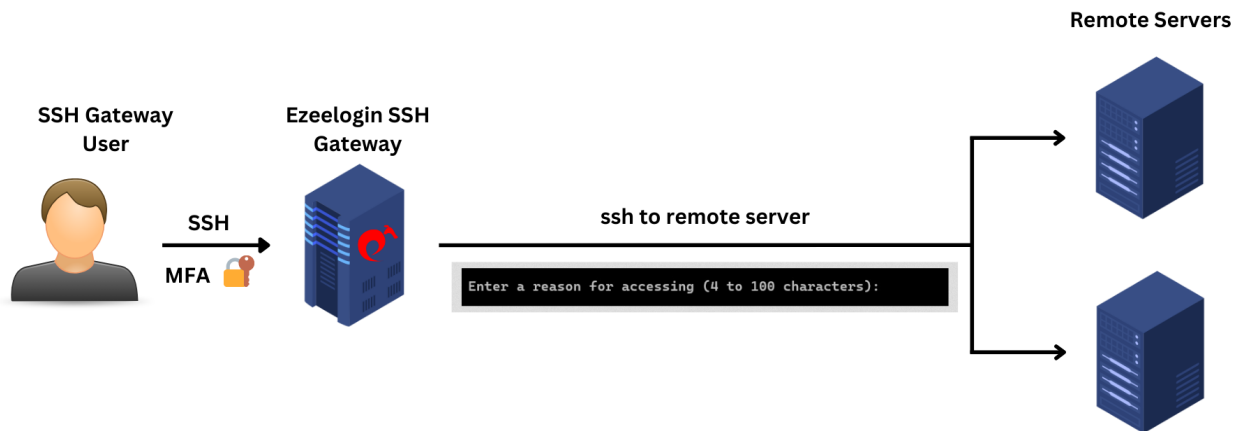 Remote Servers
SSH Gateway
User
Ezeelogin SSH
Gateway
SSH
MFA
ssh to remote server
Enter a reason for accessing (4 to 100 characters):